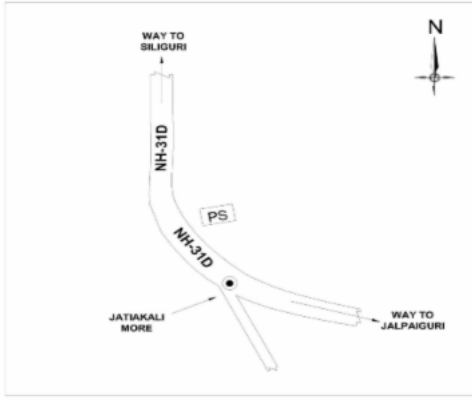 WAY TO
SILIGURI
N
NH-31D
PS
NH-31D
JATIAKALI
MORE
WAY TO
JALPAIGURI